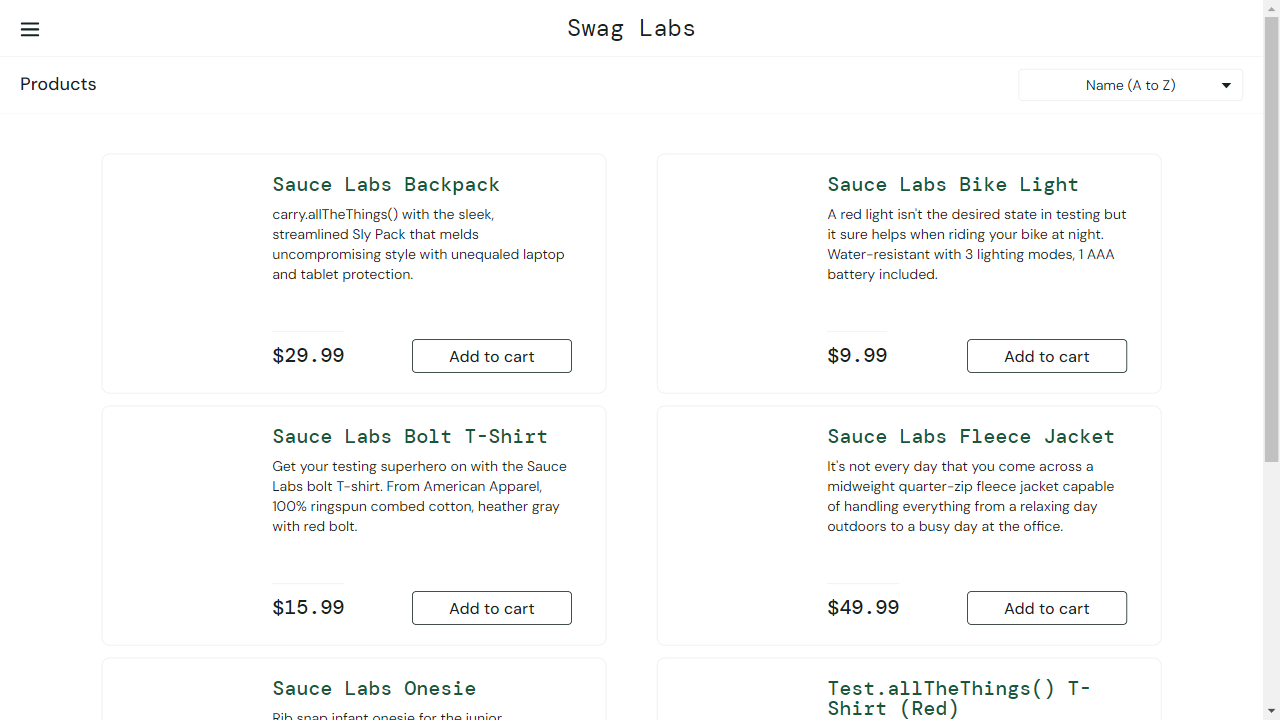 Swag Labs
Products
Name (A to Z)
Sauce Labs Backpack
carry.allTheThings() with the sleek,
streamlined Sly Pack that melds
uncompromising style with unequaled laptop
and tablet protection.
$29.99
Add to cart
Sauce Labs Bike Light
A red light isn't the desired state in testing but
it sure helps when riding your bike at night.
Water-resistant with 3 lighting modes, 1 AAA
battery included.
$9.99
Add to cart
Sauce Labs Bolt T-Shirt
Get your testing superhero on with the Sauce
Labs bolt T-shirt. From American Apparel,
100% ringspun combed cotton, heather gray
with red bolt.
$15.99
Add to cart
Sauce Labs Fleece Jacket
It's not every day that you come across a
midweight quarter-zip fleece jacket capable
of handling everything from a relaxing day
outdoors to a busy day at the office.
$49.99
Add to cart
Sauce Labs Onesie
Rib snap infant onesie for the junior
Test.allTheThings() T-
Shirt (Red)